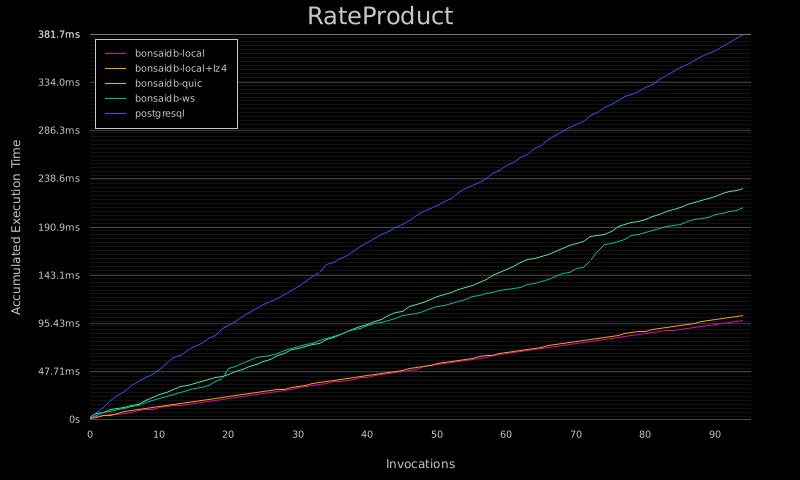 RateProduct
381.7ms
334.0ms
286.3ms
238.6ms
190.9ms
143.1ms
95.43ms
47.71ms
0s
Accumulated Execution Time
bonsaidb-local
bonsaidb-local+lz4
bonsaidb-quic
bonsaidb-ws
postgresql
0 10 20 30 40 50 60 70 80 90
Invocations